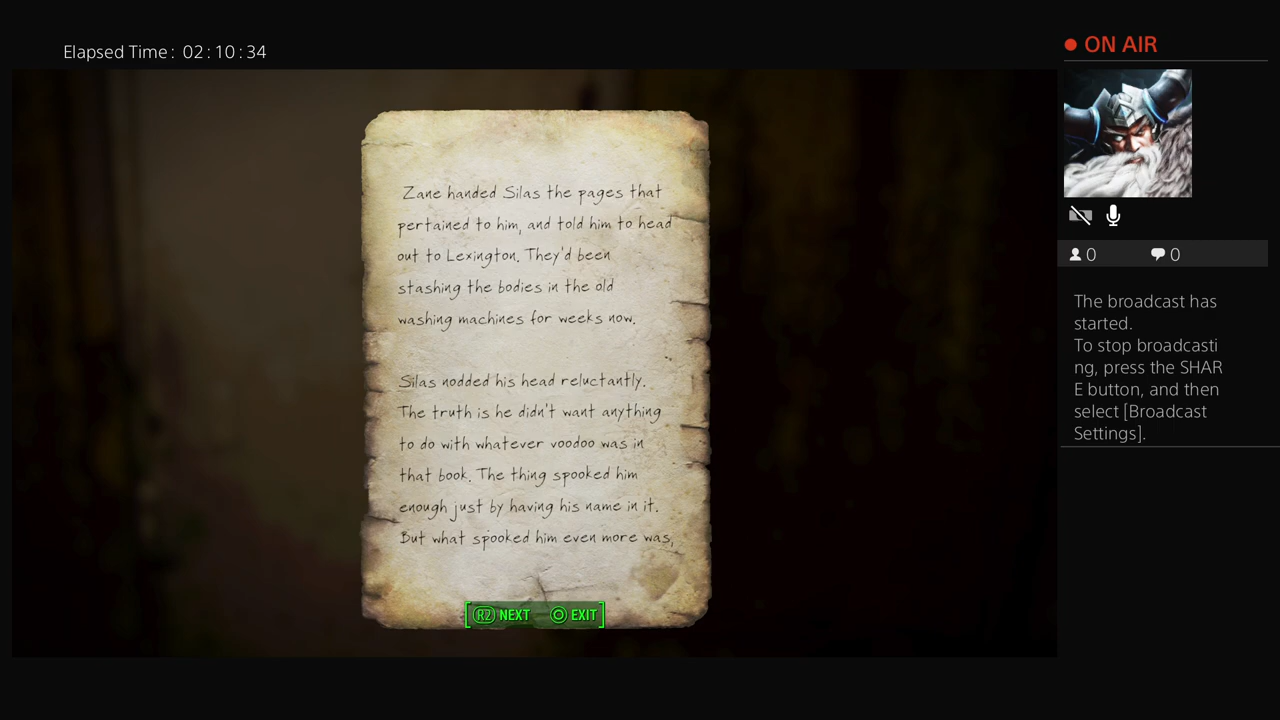 Elapsed Time: 02:10:34
ON AIR
Zane handed Silas the pages that
pertained to him, and told him to head
out to Lexington. They'd been
stashing the bodies in the old
washing machines for weeks now.
Silas nodded his head reluctantly.
The truth is he didn't want anything
to do with whatever voodoo was in
that book. The thing spooked him
enough just by having his name in it.
But what spooked him even more was,
R2 NEXT EXIT
0 0
The broadcast has
started.
To stop broadcasti
ng, press the SHAR
E button, and then
select [Broadcast
Settings].